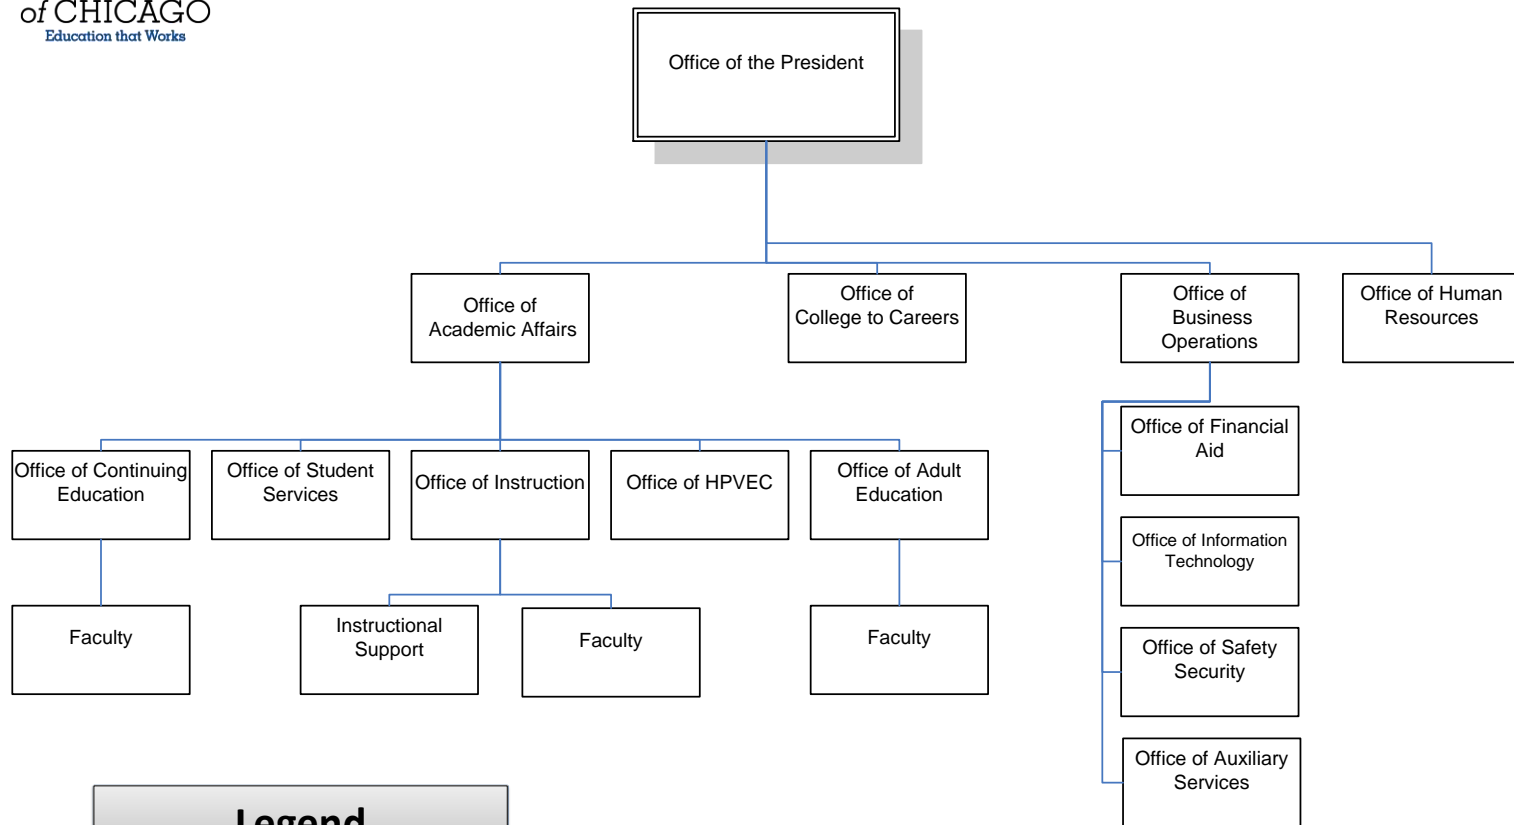 of CHICAGO
Education that Works
Office of the President
Office of
Academic Affairs
Office of
College to Careers
Office of
Business
Operations
Office of Human
Resources
Office of Continuing
Education
Office of Student
Services
Office of Instruction
Office of HPVEC
Office of Adult
Education
Office of Financial
Aid
Office of Information
Technology
Office of Safety
Security
Office of Auxiliary
Services
Faculty
Instructional
Support
Faculty
Faculty
Legend